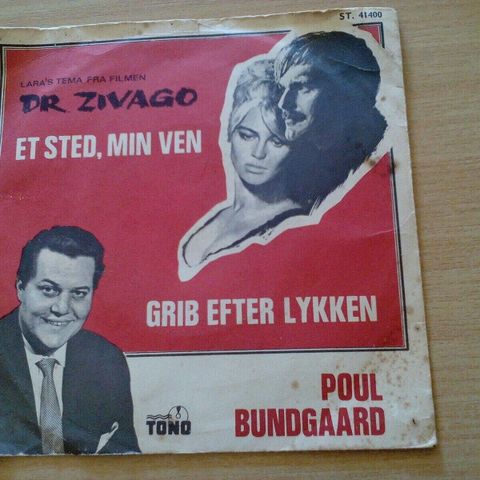 ST. 41400
LARA'S TEMA FRA FILMEN
DR ZIVAGO
ET STED, MIN VEN
GRIB EFTER LYKKEN
POUL
BUNDGAARD
TONO